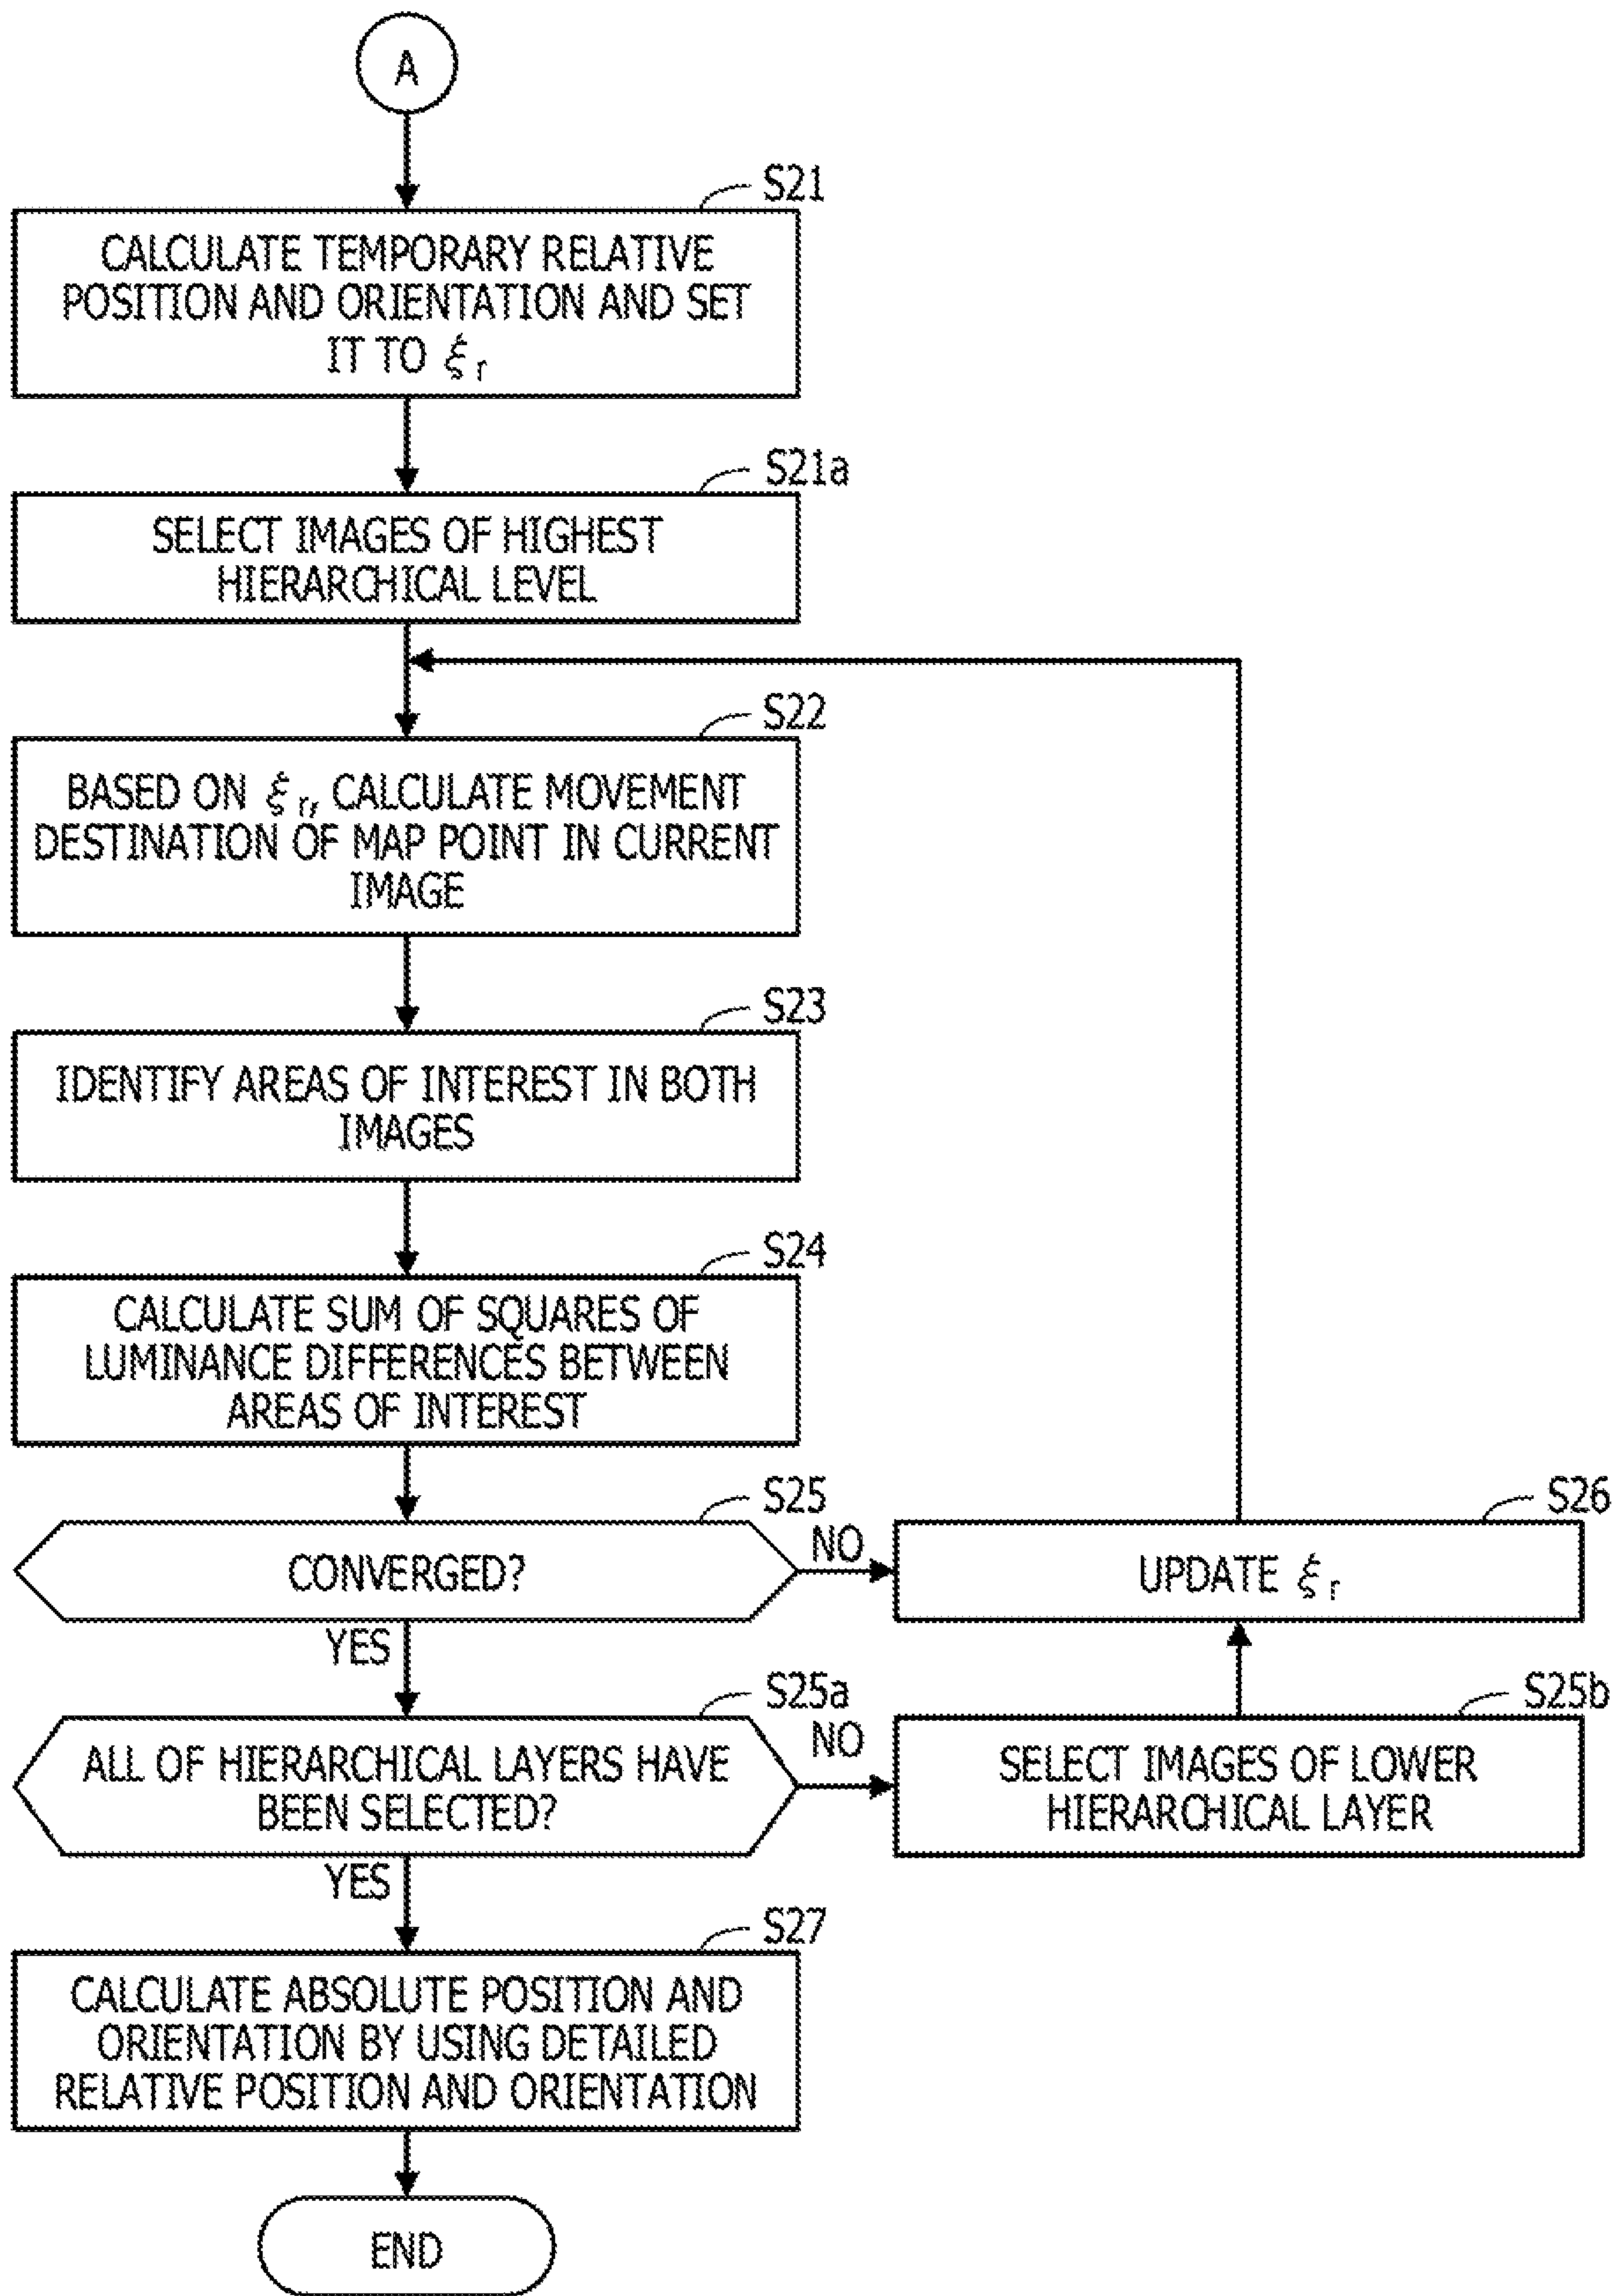 A
S21
CALCULATE TEMPORARY RELATIVE
POSITION AND ORIENTATION AND SET
IT TO ξr
S21a
SELECT IMAGES OF HIGHEST
HIERARCHICAL LEVEL
S22
BASED ON ξr, CALCULATE MOVEMENT
DESTINATION OF MAP POINT IN CURRENT
IMAGE
S23
IDENTIFY AREAS OF INTEREST IN BOTH
IMAGES
S24
CALCULATE SUM OF SQUARES OF
LUMINANCE DIFFERENCES BETWEEN
AREAS OF INTEREST
S25
CONVERGED?
NO
S26
UPDATE ξr
YES
S25a
ALL OF HIERARCHICAL LAYERS HAVE
BEEN SELECTED?
NO
S25b
SELECT IMAGES OF LOWER
HIERARCHICAL LAYER
YES
S27
CALCULATE ABSOLUTE POSITION AND
ORIENTATION BY USING DETAILED
RELATIVE POSITION AND ORIENTATION
END